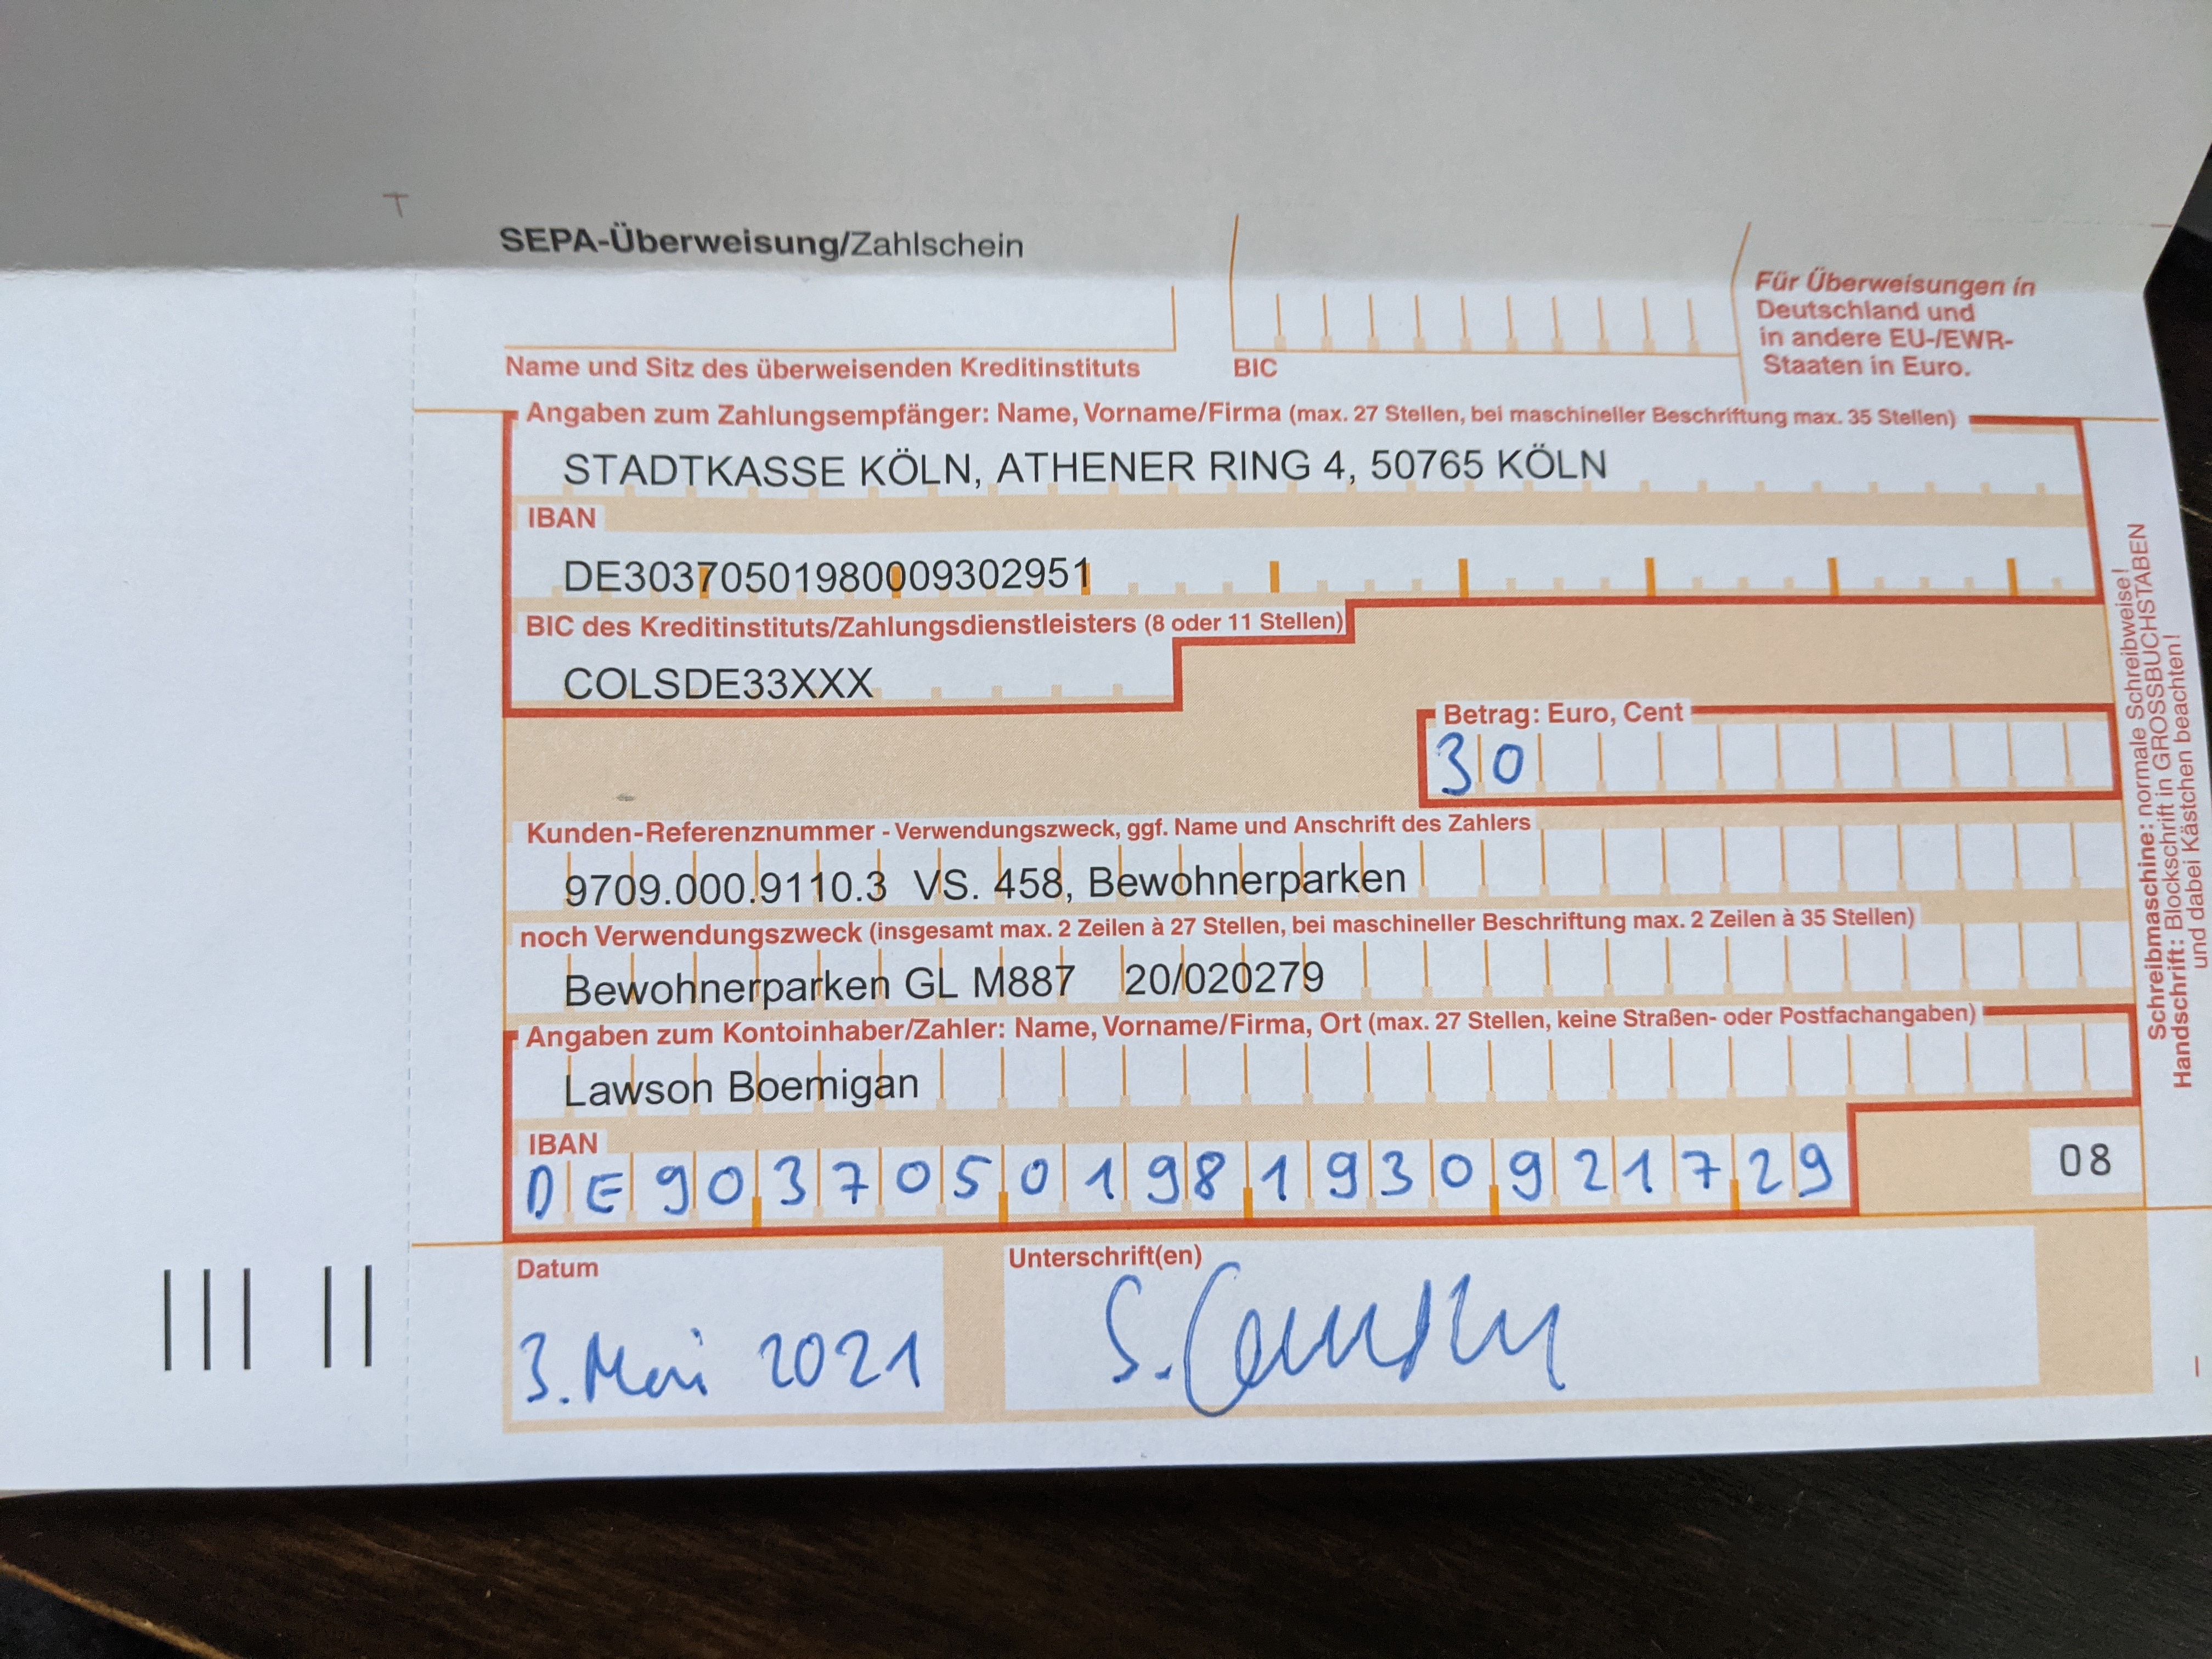 SEPA-Überweisung/Zahlschein
Für Überweisungen in
Deutschland und
in andere EU-/EWR-
Staaten in Euro.
Name und Sitz des überweisenden Kreditinstituts
BIC
Angaben zum Zahlungsempfänger: Name, Vorname/Firma (max. 27 Stellen, bei maschineller Beschriftung max. 35 Stellen)
STADTKASSE KÖLN, ATHENER RING 4, 50765 KÖLN
IBAN
DE30370501980009302951
BIC des Kreditinstituts/Zahlungsdienstleisters (8 oder 11 Stellen)
COLSDE33XXX
Betrag: Euro, Cent
30
Kunden-Referenznummer - Verwendungszweck, ggf. Name und Anschrift des Zahlers
9709.000.9110.3 VS. 458, Bewohnerparken
noch Verwendungszweck (insgesamt max. 2 Zeilen à 27 Stellen, bei maschineller Beschriftung max. 2 Zeilen à 35 Stellen)
Bewohnerparken GL M887 20/020279
Angaben zum Kontoinhaber/Zahler: Name, Vorname/Firma, Ort (max. 27 Stellen, keine Straßen- oder Postfachangaben)
Lawson Boemigan
IBAN
DE90370501981930921729
08
Datum
3. Mai 2021
Unterschrift(en)
S.
Schreibmaschine: normale Schreibweise!
Handschrift: Blockschrift in GROSSBUCHSTABEN
und dabei Kästchen beachten!